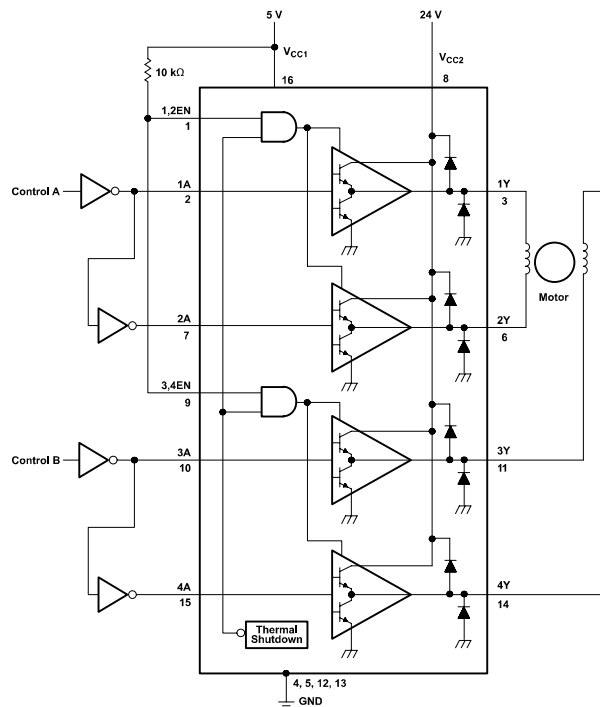 5 V
24 V
VCC1
VCC2
10 kΩ
16
8
1,2EN
1
Control A
1A
2
1Y
3
Motor
2A
7
2Y
6
3,4EN
9
Control B
3A
10
3Y
11
4A
15
4Y
14
Thermal
Shutdown
4, 5, 12, 13
GND